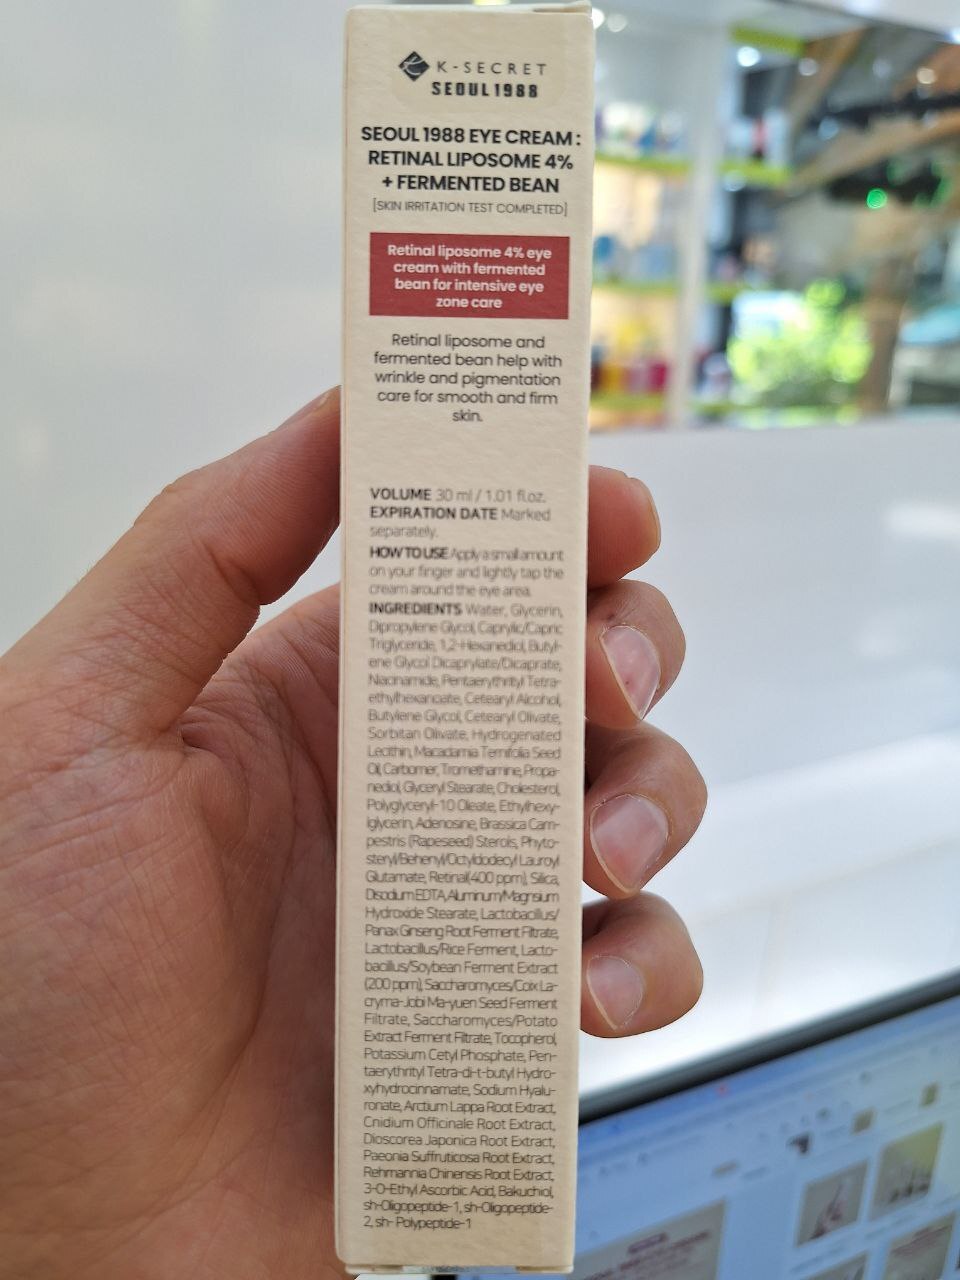 K-SECRET
SEOUL 1988
SEOUL 1988 EYE CREAM :
RETINAL LIPOSOME 4%
+ FERMENTED BEAN
[SKIN IRRITATION TEST COMPLETED]
Retinal liposome 4% eye
cream with fermented
bean for intensive eye
zone care
Retinal liposome and
fermented bean help with
wrinkle and pigmentation
care for smooth and firm
skin.
VOLUME 30 ml / 1.01 fl.oz.
EXPIRATION DATE Marked
separately.
HOW TO USE Apply a small amount
on your finger and lightly tap the
cream around the eye area.
INGREDIENTS Water, Glycerin,
Dipropylene Glycol, Caprylic/Capric
Triglyceride, 1,2-Hexanediol, Butyl-
ene Glycol Dicaprylate/Dicaprate,
Niacinamide, Pentaerythrityl Tetra-
ethylhexanoate, Cetearyl Alcohol,
Butylene Glycol, Cetearyl Olivate,
Sorbitan Olivate, Hydrogenated
Lecithin, Macadamia Ternifolia Seed
Oil, Carbomer, Tromethamine, Propa-
nediol, Glyceryl Stearate, Cholesterol,
Polyglyceryl-10 Oleate, Ethylhexy-
lglycerin, Adenosine, Brassica Cam-
pestris (Rapeseed) Sterols, Phyto-
steryl/Behenyl/Octyldodecyl Lauroyl
Glutamate, Retinal(400 ppm), Silica,
Disodium EDTA, Aluminum/Magnsium
Hydroxide Stearate, Lactobacillus/
Panax Ginseng Root Ferment Filtrate,
Lactobacillus/Rice Ferment, Lacto-
bacillus/Soybean Ferment Extract
(200 ppm), Saccharomyces/Coix La-
cryma-Jobi Ma-yuen Seed Ferment
Filtrate, Saccharomyces/Potato
Extract Ferment Filtrate, Tocopherol,
Potassium Cetyl Phosphate, Pen-
taerythrityl Tetra-di-t-butyl Hydro-
xyhydrocinnamate, Sodium Hyalu-
ronate, Arctium Lappa Root Extract,
Cnidium Officinale Root Extract,
Dioscorea Japonica Root Extract,
Paeonia Suffruticosa Root Extract,
Rehmannia Chinensis Root Extract,
3-O-Ethyl Ascorbic Acid, Bakuchiol,
sh-Oligopeptide-1, sh-Oligopeptide-
2, sh- Polypeptide-1